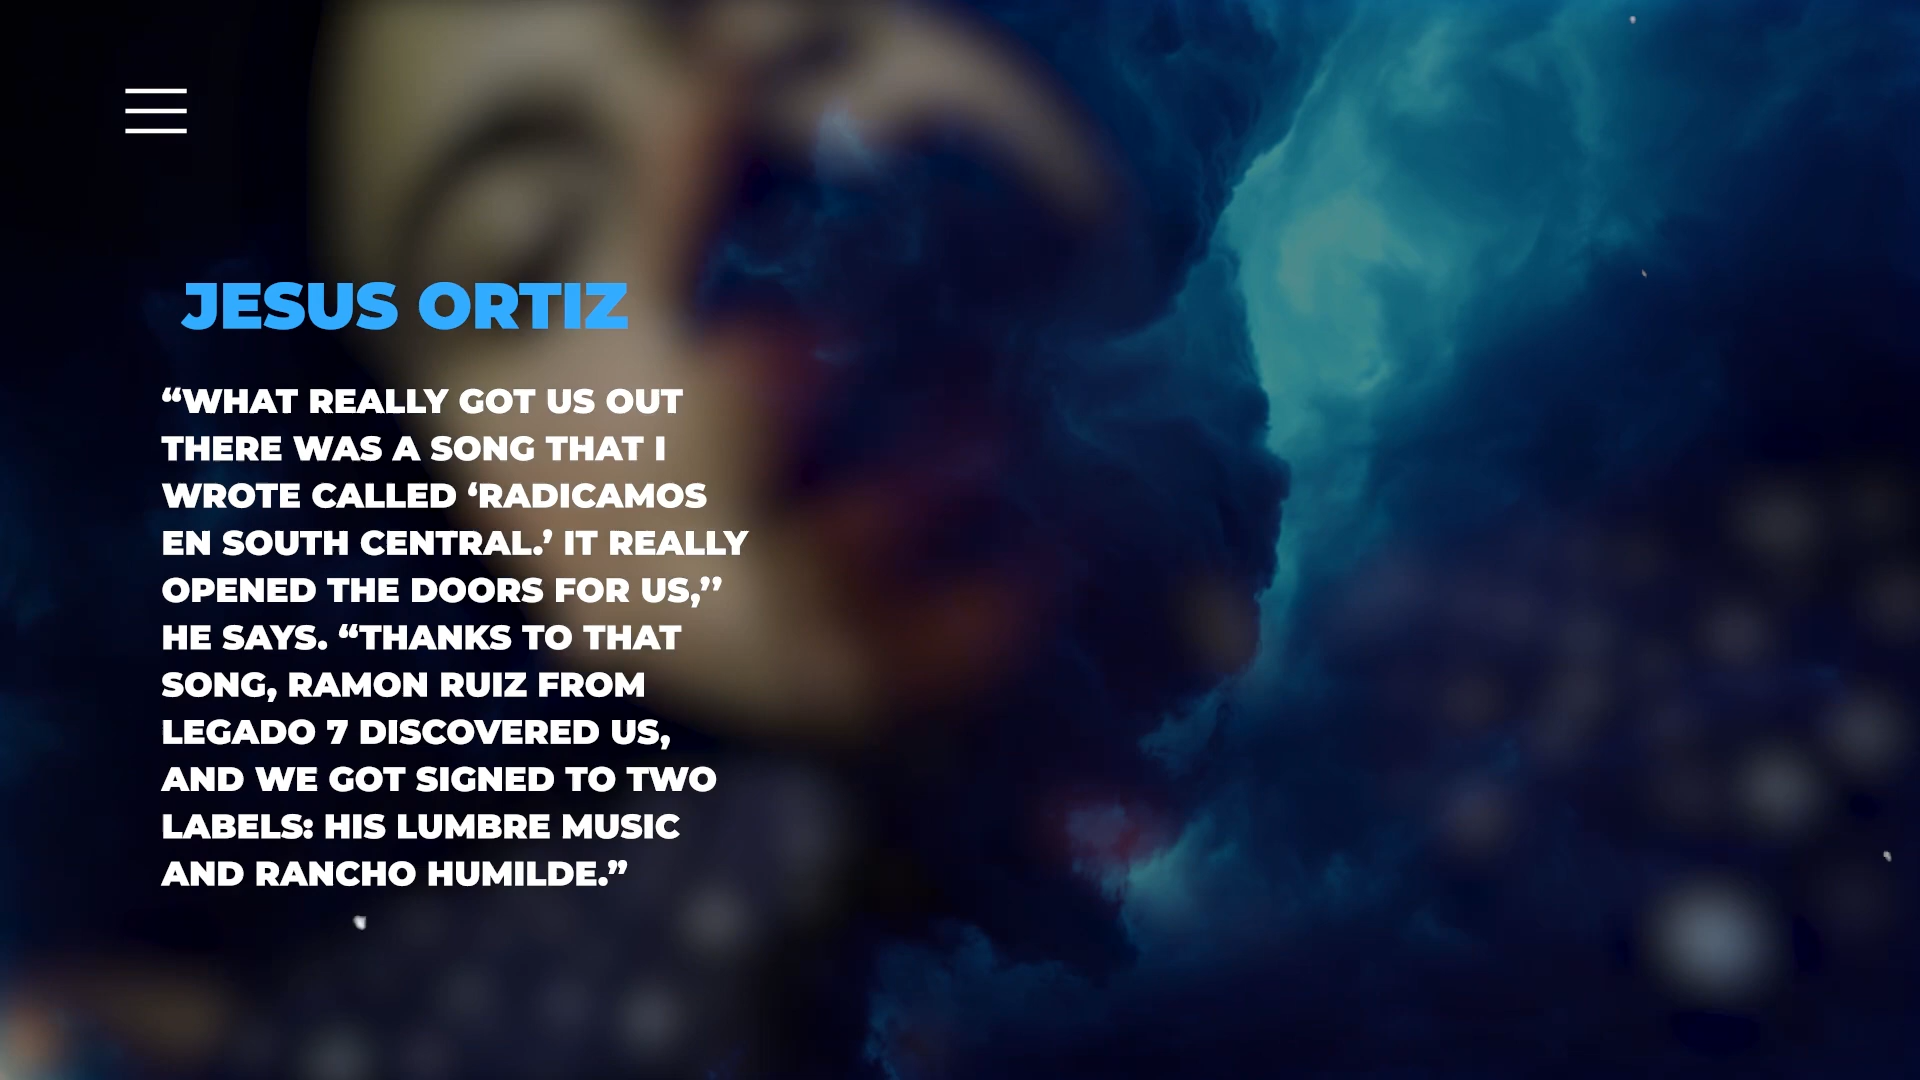 JESUS ORTIZ
“WHAT REALLY GOT US OUT
THERE WAS A SONG THAT I
WROTE CALLED ‘RADICAMOS
EN SOUTH CENTRAL.’ IT REALLY
OPENED THE DOORS FOR US,’’
HE SAYS. “THANKS TO THAT
SONG, RAMON RUIZ FROM
LEGADO 7 DISCOVERED US,
AND WE GOT SIGNED TO TWO
LABELS: HIS LUMBRE MUSIC
AND RANCHO HUMILDE.”